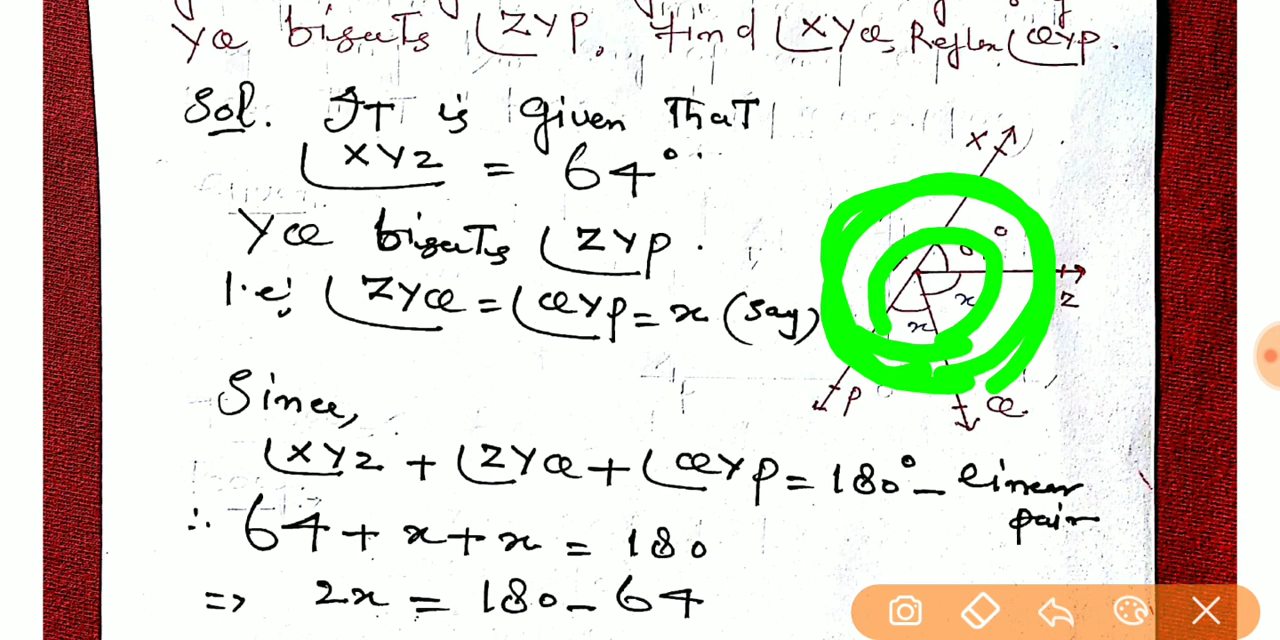 YQ bisects ∠ZYP. Find ∠XYQ, Reflex ∠QYP.
Sol. It is given that
∠XYZ = 64°.
YQ bisects ∠ZYP.
i.e; ∠ZYQ = ∠QYP = x (say)
X
x
Z
x
P
Q
Since,
∠XYZ + ∠ZYQ + ∠QYP = 180° - linear
pair
∴ 64 + x + x = 180
=> 2x = 180 - 64